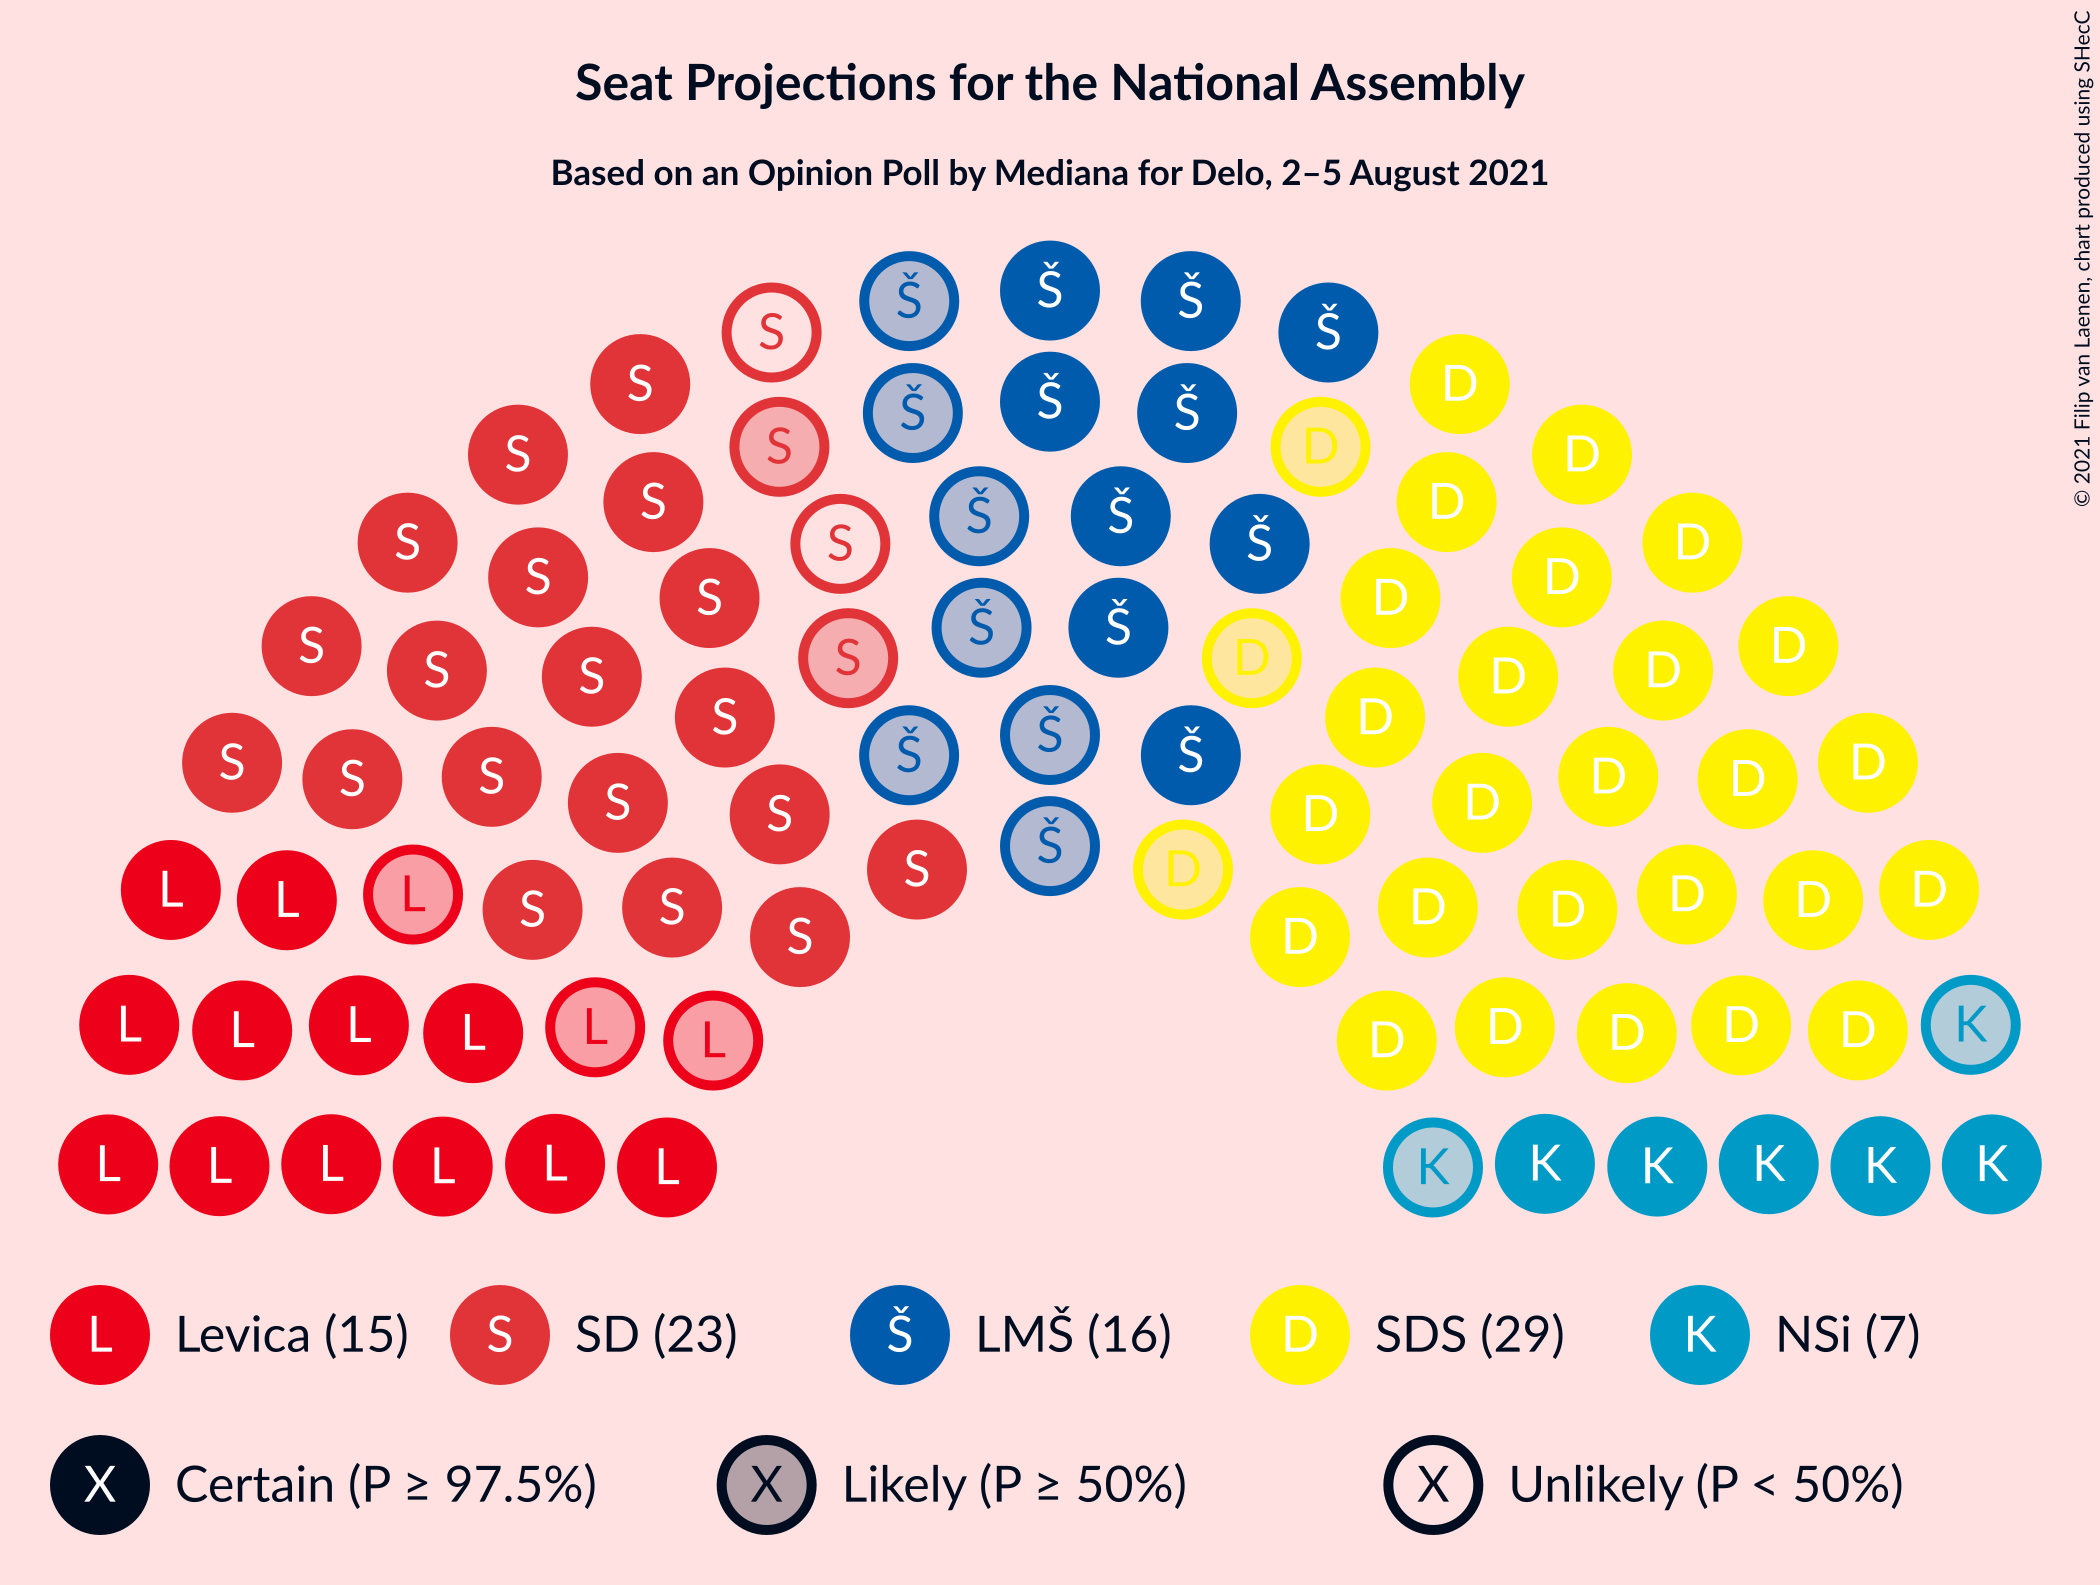 Seat Projections for the National Assembly
Based on an Opinion Poll by Mediana for Delo, 2–5 August 2021
© 2021 Filip van Laenen, chart produced using SHecC
Š Š Š Š
S S D
S Š Š Š D
S S D D
S S Š Š Š D D
S S S Š Š D D D
S S S S Š Š D D D D
S S S Š Š Š D D D
S S S S S Š D D D D D
L L L S S S S D D D D D D
L L L L L L D D D D D K
L L L L L L K K K K K K
L Levica (15) S SD (23) Š LMŠ (16) D SDS (29) K NSi (7)
X Certain (P ≥ 97.5%) X Likely (P ≥ 50%) X Unlikely (P < 50%)